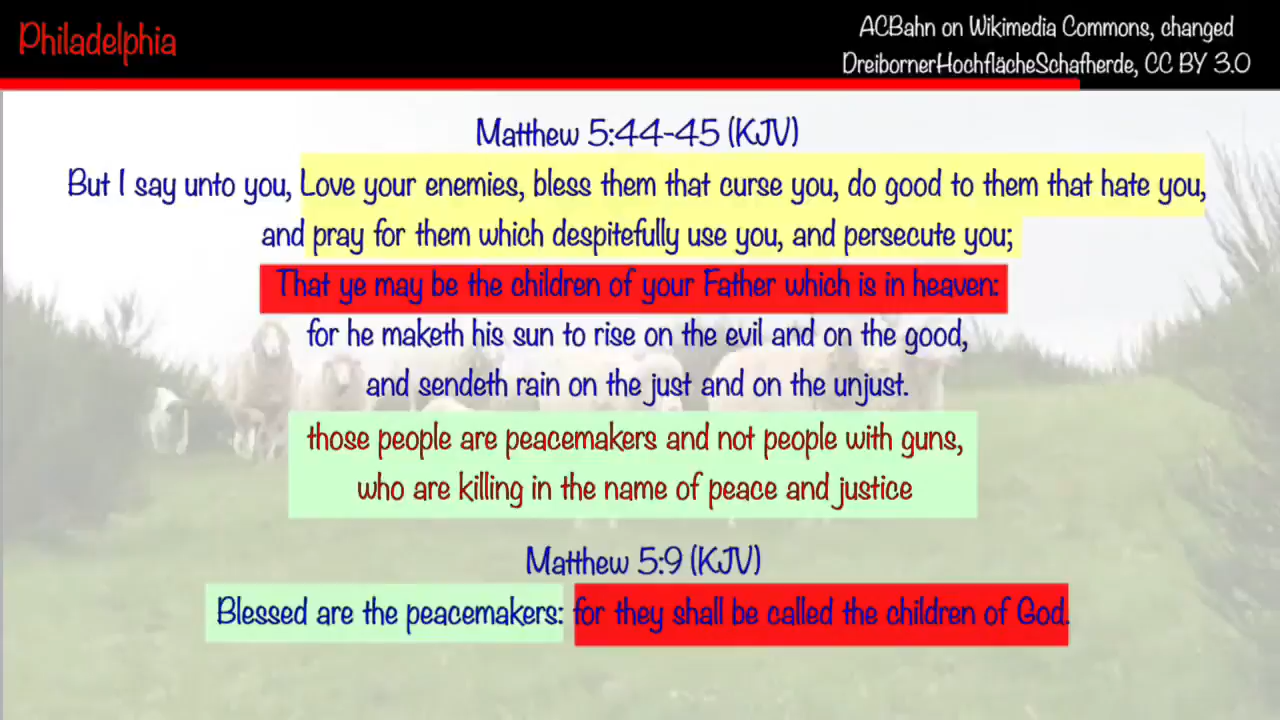 Philadelphia
ACBahn on Wikimedia Commons, changed
DreibornerHochflächeSchafherde, CC BY 3.0
Matthew 5:44-45 (KJV)
But I say unto you, Love your enemies, bless them that curse you, do good to them that hate you,
and pray for them which despitefully use you, and persecute you;
That ye may be the children of your Father which is in heaven:
for he maketh his sun to rise on the evil and on the good,
and sendeth rain on the just and on the unjust.
those people are peacemakers and not people with guns,
who are killing in the name of peace and justice
Matthew 5:9 (KJV)
Blessed are the peacemakers: for they shall be called the children of God.